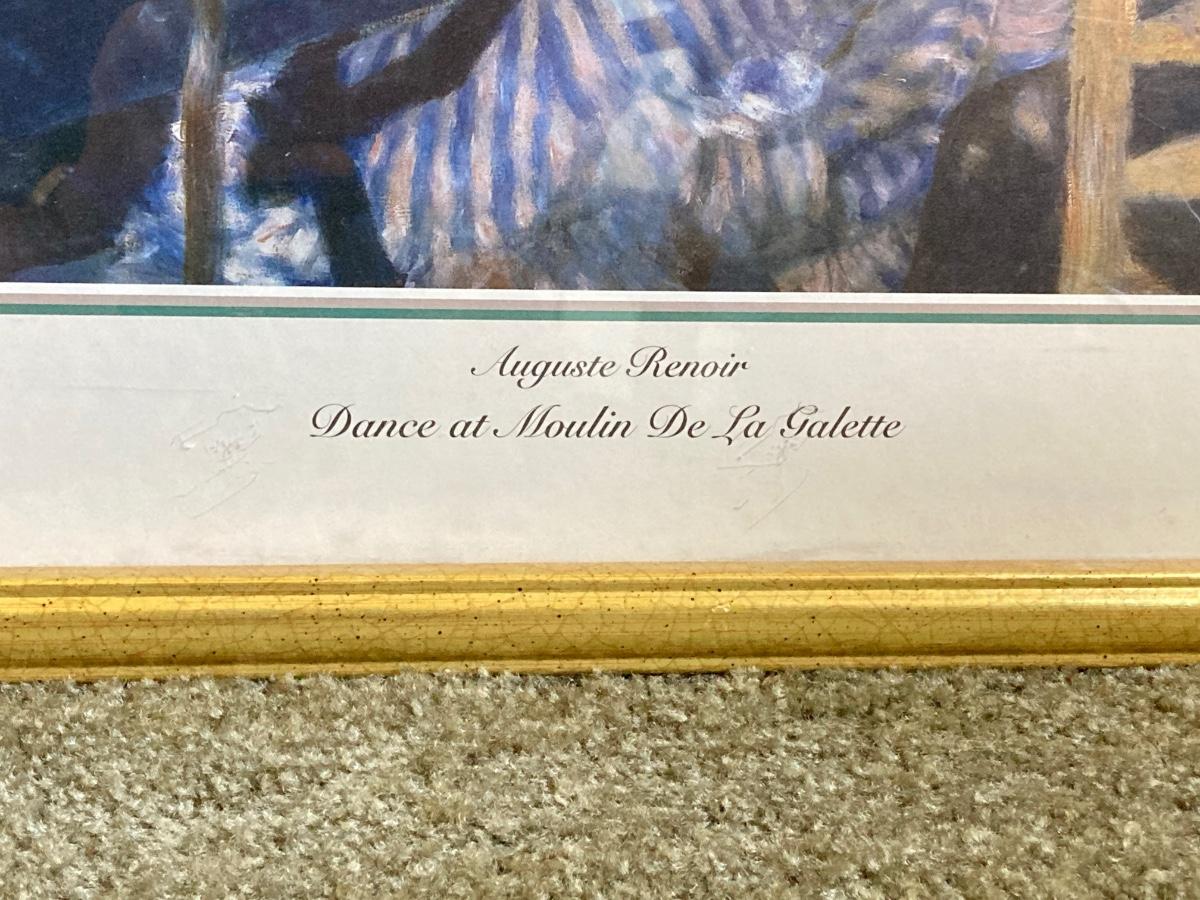 Auguste Renoir
Dance at Moulin De La Galette